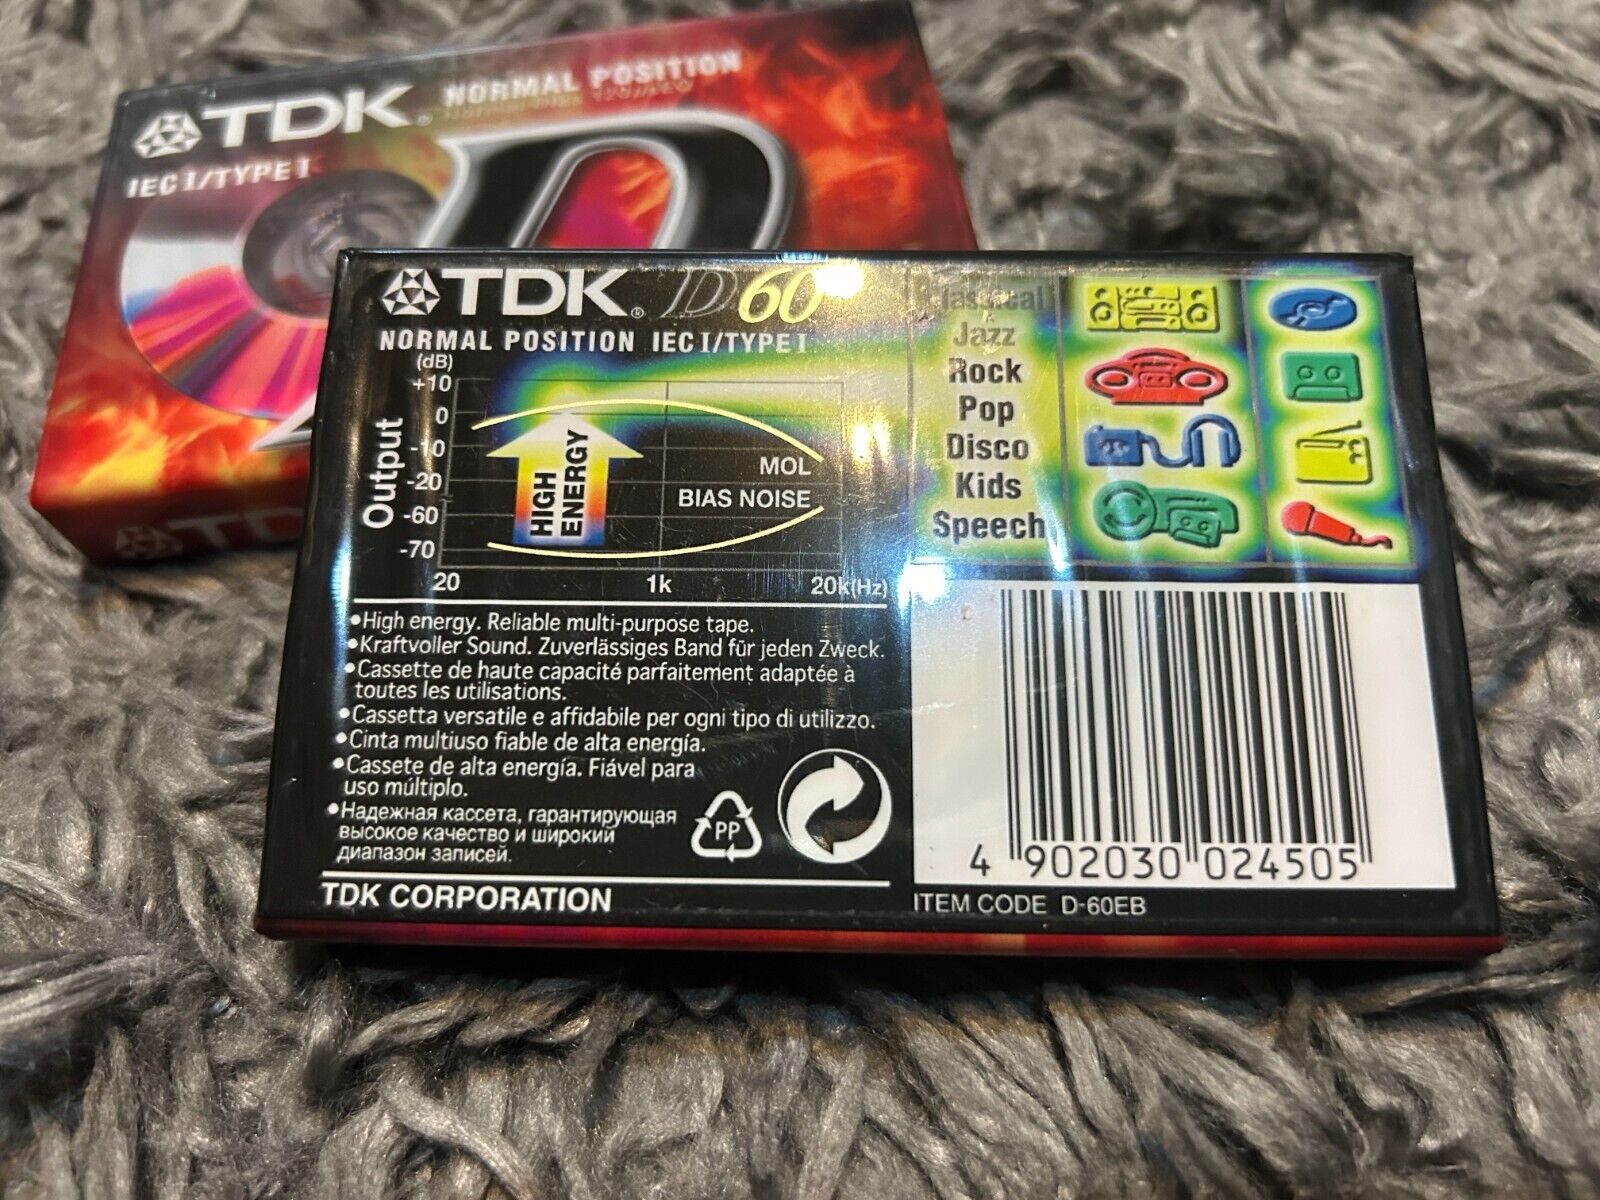 TDK® NORMAL POSITION
IEC I/TYPE I
D
TDK
TDK® D60
NORMAL POSITION IEC I/TYPE I
(dB)
Output
+10
0
-10
-20
-60
-70
20 1k 20k(Hz)
HIGH
ENERGY
MOL
BIAS NOISE
Classical
Jazz
Rock
Pop
Disco
Kids
Speech
•High energy. Reliable multi-purpose tape.
•Kraftvoller Sound. Zuverlässiges Band für jeden Zweck.
•Cassette de haute capacité parfaitement adaptée à
toutes les utilisations.
•Cassetta versatile e affidabile per ogni tipo di utilizzo.
•Cinta multiuso fiable de alta energía.
•Cassete de alta energía. Fiável para
uso múltiplo.
•Надежная кассета, гарантирующая
высокое качество и широкий
диапазон записей.
PP
TDK CORPORATION
4 902030 024505
ITEM CODE D-60EB